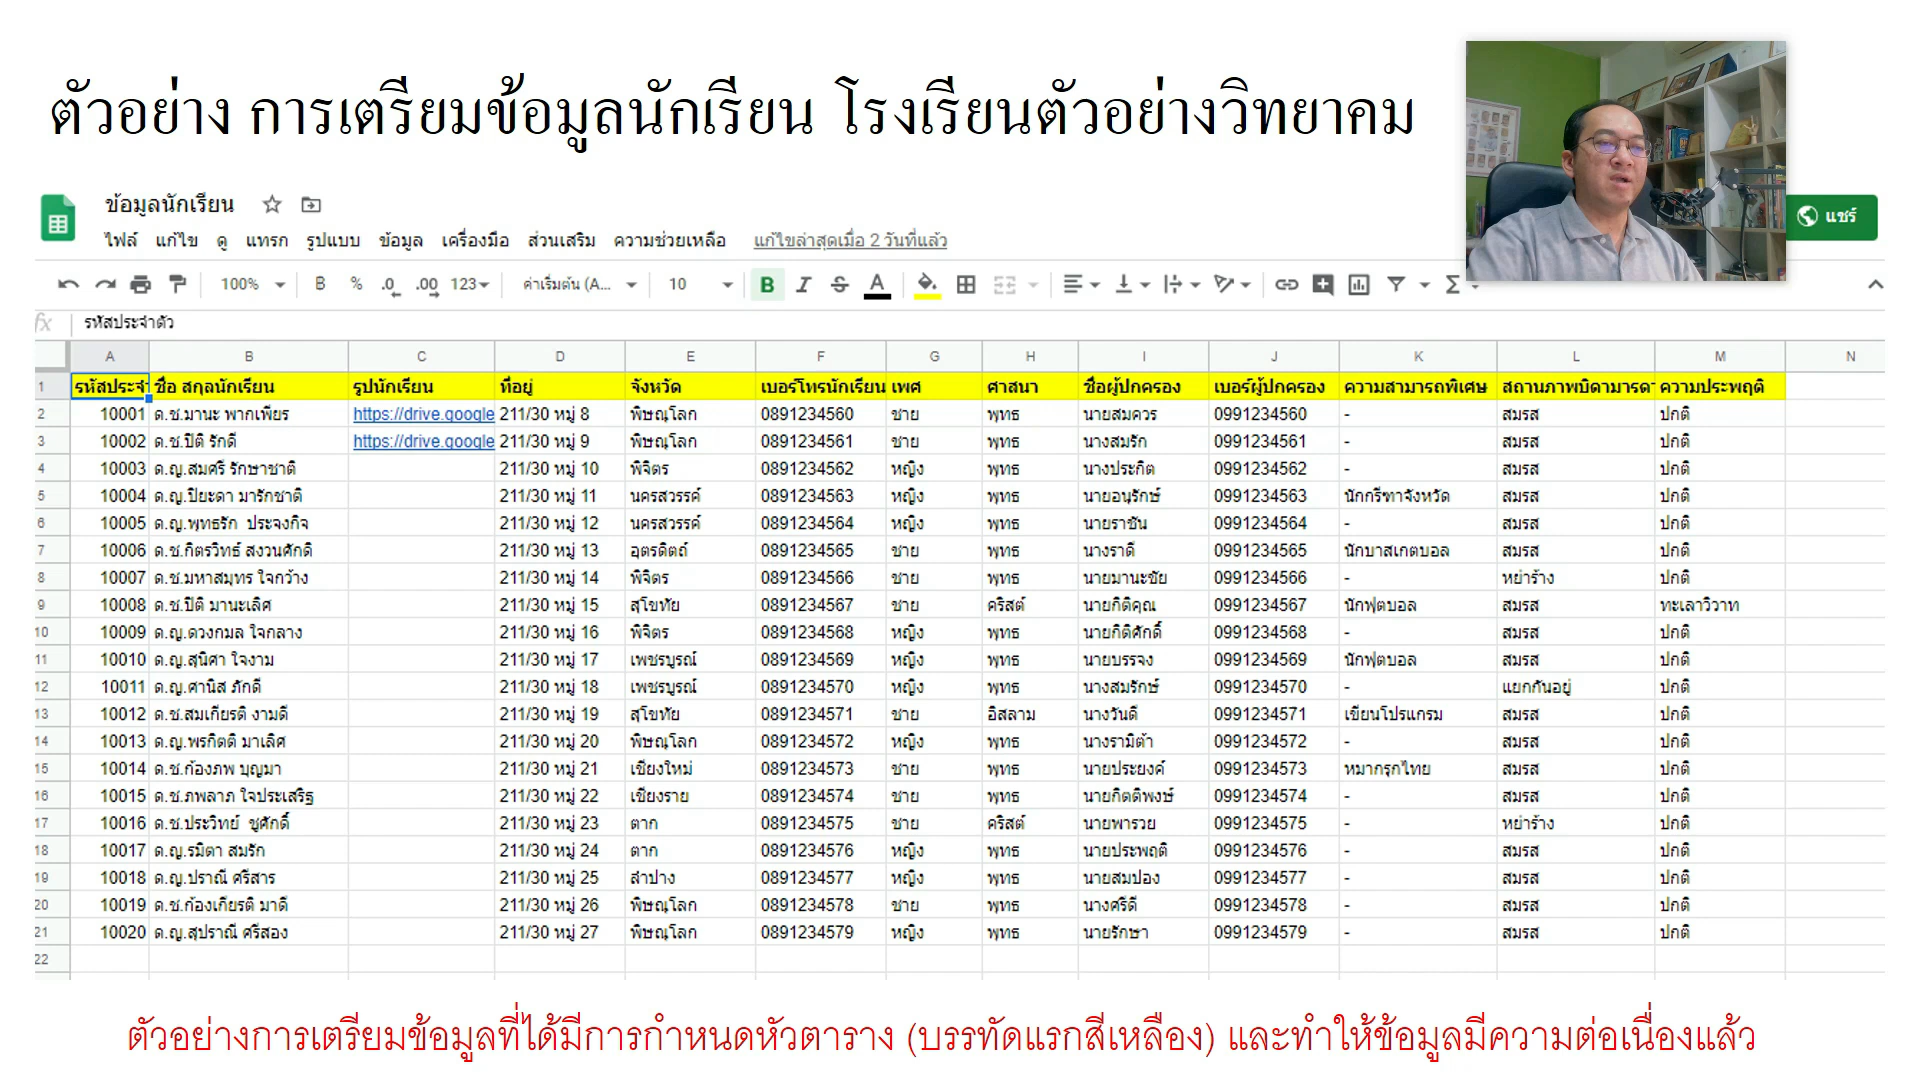 ตัวอย่าง การเตรียมข้อมูลนักเรียน โรงเรียนตัวอย่างวิทยาคม
ข้อมูลนักเรียน
แชร์
ไฟล์ แก้ไข ดู แทรก รูปแบบ ข้อมูล เครื่องมือ ส่วนเสริม ความช่วยเหลือ แก้ไขล่าสุดเมื่อ 2 วันที่แล้ว
100% B % .0 .00 123 ค่าเริ่มต้น (A... 10 B I S A Σ
fx รหัสประจำตัว
A B C D E F G H I J K L M N
1 รหัสประจำ ชื่อ สกุลนักเรียน รูปนักเรียน ที่อยู่ จังหวัด เบอร์โทรนักเรียน เพศ ศาสนา ชื่อผู้ปกครอง เบอร์ผู้ปกครอง ความสามารถพิเศษ สถานภาพบิดามารดา ความประพฤติ
2 10001 ด.ช.มานะ พากเพียร https://drive.google 211/30 หมู่ 8 พิษณุโลก 0891234560 ชาย พุทธ นายสมควร 0991234560 - สมรส ปกติ
3 10002 ด.ช.ปิติ รักดี https://drive.google 211/30 หมู่ 9 พิษณุโลก 0891234561 ชาย พุทธ นางสมรัก 0991234561 - สมรส ปกติ
4 10003 ด.ญ.สมศรี รักษาชาติ 211/30 หมู่ 10 พิจิตร 0891234562 หญิง พุทธ นางประกิต 0991234562 - สมรส ปกติ
5 10004 ด.ญ.ปิยะดา มารักชาติ 211/30 หมู่ 11 นครสวรรค์ 0891234563 หญิง พุทธ นายอนุรักษ์ 0991234563 นักกรีฑาจังหวัด สมรส ปกติ
6 10005 ด.ญ.พุทธรัก ประจงกิจ 211/30 หมู่ 12 นครสวรรค์ 0891234564 หญิง พุทธ นายราชัน 0991234564 - สมรส ปกติ
7 10006 ด.ช.กิตรวิทธ์ สงวนศักดิ์ 211/30 หมู่ 13 อุตรดิตถ์ 0891234565 ชาย พุทธ นางราตี 0991234565 นักบาสเกตบอล สมรส ปกติ
8 10007 ด.ช.มหาสมุทร ใจกว้าง 211/30 หมู่ 14 พิจิตร 0891234566 ชาย พุทธ นายมานะชัย 0991234566 - หย่าร้าง ปกติ
9 10008 ด.ช.ปิติ มานะเลิศ 211/30 หมู่ 15 สุโขทัย 0891234567 ชาย คริสต์ นายกิติคุณ 0991234567 นักฟุตบอล สมรส ทะเลาวิวาท
10 10009 ด.ญ.ดวงกมล ใจกลาง 211/30 หมู่ 16 พิจิตร 0891234568 หญิง พุทธ นายกิติศักดิ์ 0991234568 - สมรส ปกติ
11 10010 ด.ญ.สุนิศา ใจงาม 211/30 หมู่ 17 เพชรบูรณ์ 0891234569 หญิง พุทธ นายบรรจง 0991234569 นักฟุตบอล สมรส ปกติ
12 10011 ด.ญ.ศานิส ภักดี 211/30 หมู่ 18 เพชรบูรณ์ 0891234570 หญิง พุทธ นางสมรักษ์ 0991234570 - แยกกันอยู่ ปกติ
13 10012 ด.ช.สมเกียรติ งามดี 211/30 หมู่ 19 สุโขทัย 0891234571 ชาย อิสลาม นางวันดี 0991234571 เขียนโปรแกรม สมรส ปกติ
14 10013 ด.ญ.พรกิตติ มาเลิศ 211/30 หมู่ 20 พิษณุโลก 0891234572 หญิง พุทธ นางรามิต้า 0991234572 - สมรส ปกติ
15 10014 ด.ช.ก้องภพ บุญมา 211/30 หมู่ 21 เชียงใหม่ 0891234573 ชาย พุทธ นายประยงค์ 0991234573 หมากรุกไทย สมรส ปกติ
16 10015 ด.ช.ภพลาภ ใจประเสริฐ 211/30 หมู่ 22 เชียงราย 0891234574 ชาย พุทธ นายกิตติพงษ์ 0991234574 - สมรส ปกติ
17 10016 ด.ช.ประวิทย์ ชูศักดิ์ 211/30 หมู่ 23 ตาก 0891234575 ชาย คริสต์ นายพารวย 0991234575 - หย่าร้าง ปกติ
18 10017 ด.ญ.รมิตา สมรัก 211/30 หมู่ 24 ตาก 0891234576 หญิง พุทธ นายประพฤติ 0991234576 - สมรส ปกติ
19 10018 ด.ญ.ปราณี ศรีสาร 211/30 หมู่ 25 ลำปาง 0891234577 หญิง พุทธ นายสมปอง 0991234577 - สมรส ปกติ
20 10019 ด.ช.ก้องเกียรติ มาดี 211/30 หมู่ 26 พิษณุโลก 0891234578 ชาย พุทธ นางศรีดี 0991234578 - สมรส ปกติ
21 10020 ด.ญ.สุปราณี ศรีสอง 211/30 หมู่ 27 พิษณุโลก 0891234579 หญิง พุทธ นายรักษา 0991234579 - สมรส ปกติ
22
ตัวอย่างการเตรียมข้อมูลที่ได้มีการกำหนดหัวตาราง (บรรทัดแรกสีเหลือง) และทำให้ข้อมูลมีความต่อเนื่องแล้ว